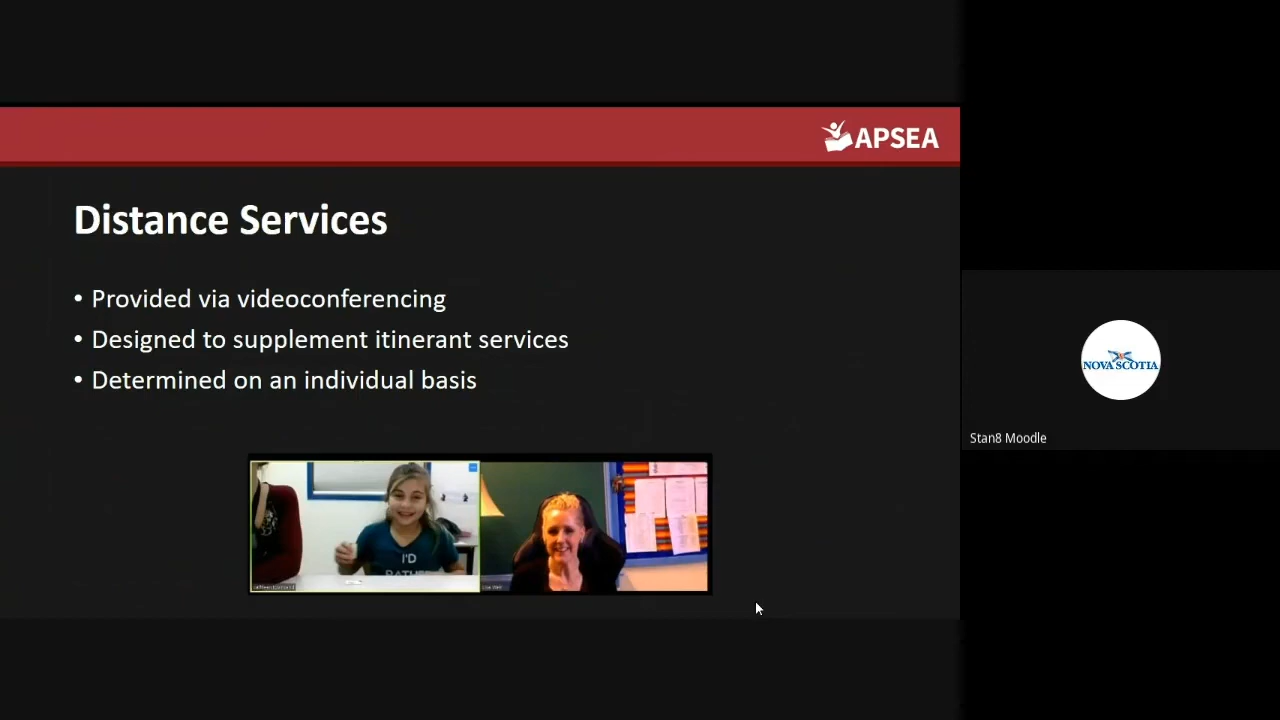 APSEA
Distance Services
• Provided via videoconferencing
• Designed to supplement itinerant services
• Determined on an individual basis
I'D
RATHER
NOVA SCOTIA
Stan8 Moodle